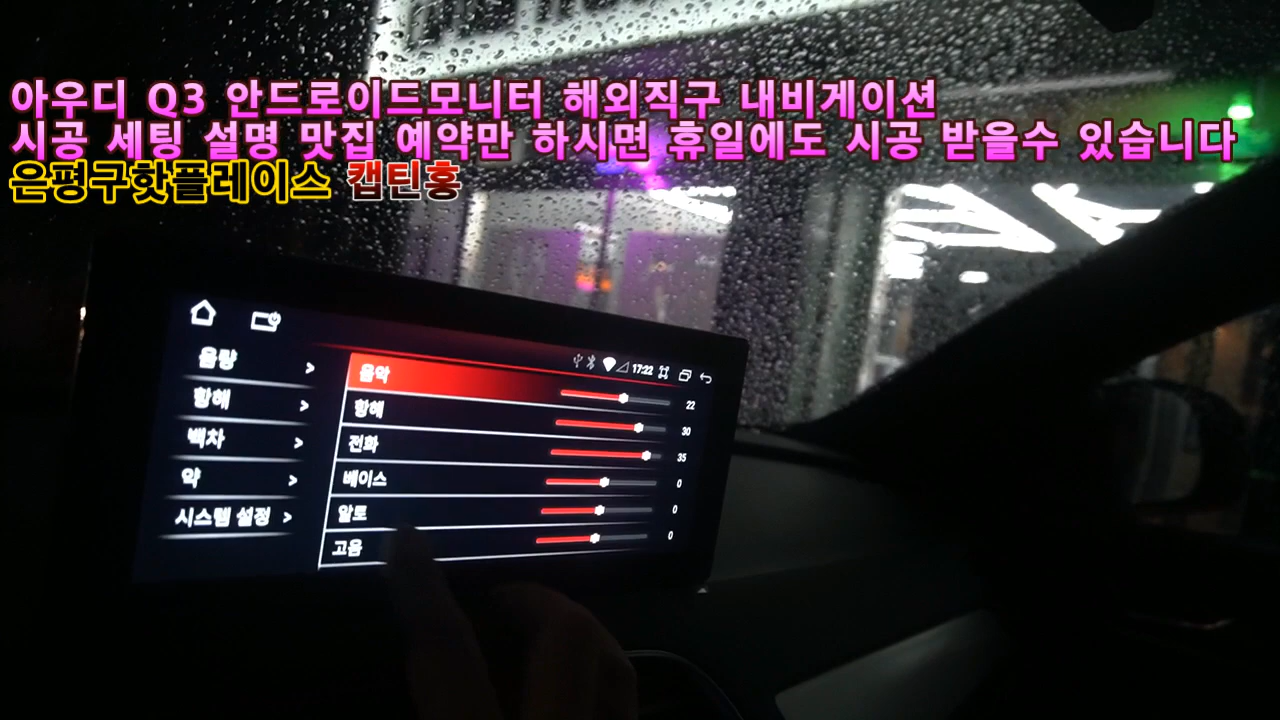 아우디 Q3 안드로이드모니터 해외직구 내비게이션
시공 세팅 설명 맛집 예약만 하시면 휴일에도 시공 받을수 있습니다
은평구핫플레이스 캡틴홍
17:22
음량 >
항해 >
백차 >
약 >
시스템 설정 >
음악 22
항해 30
전화 35
베이스 0
알토 0
고음 0